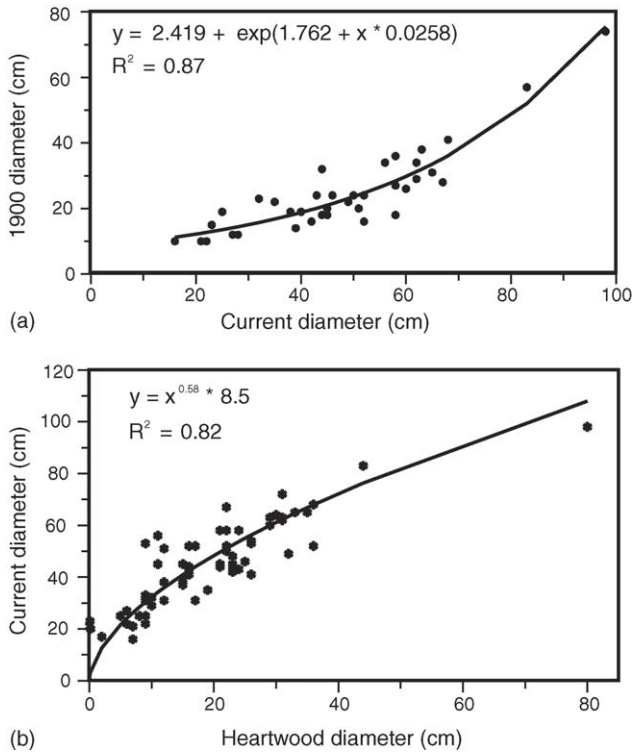 80
60
40
20
0
1900 diameter (cm)
y = 2.419 + exp(1.762 + x * 0.0258)
R² = 0.87
0 20 40 60 80 100
(a) Current diameter (cm)
120
100
80
60
40
20
0
Current diameter (cm)
y = x^0.58 * 8.5
R² = 0.82
0 20 40 60 80
(b) Heartwood diameter (cm)